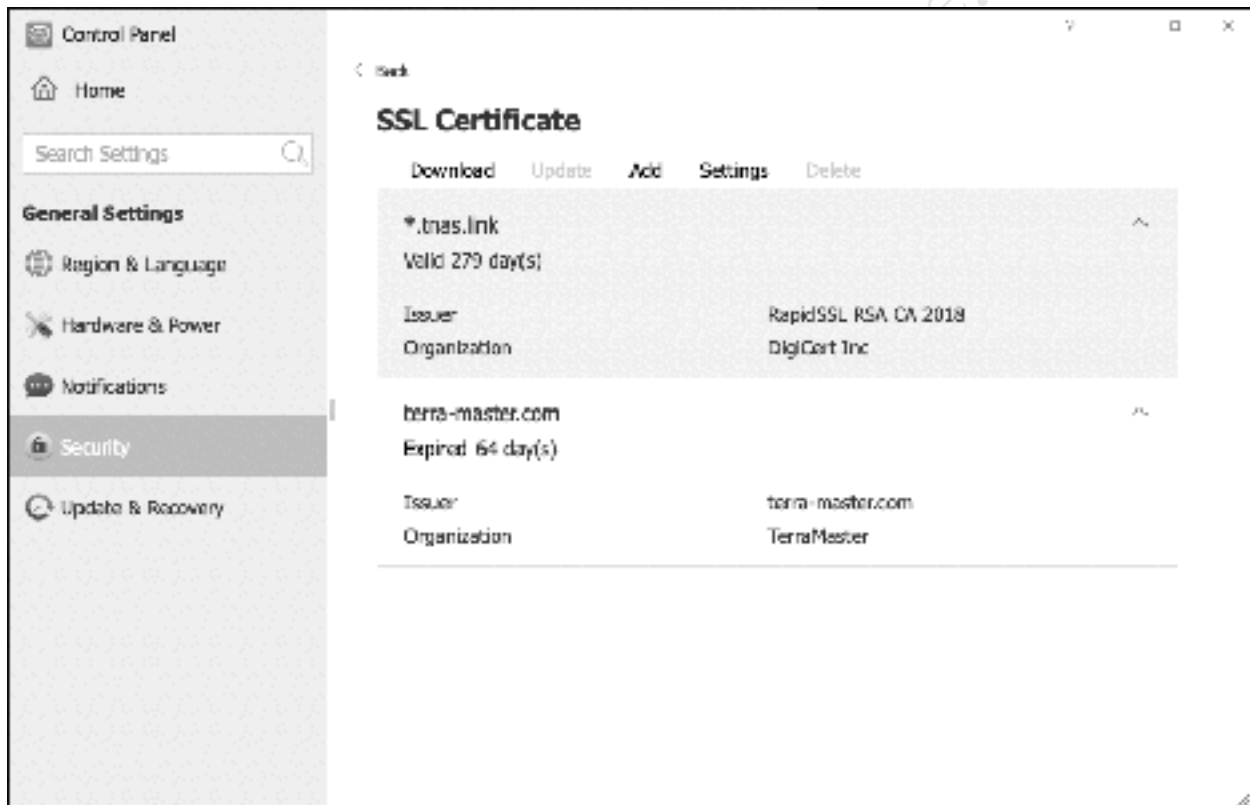 Control Panel
Home
Search Settings
General Settings
Region & Language
Hardware & Power
Notifications
Security
Update & Recovery
?
Back
SSL Certificate
Download Update Add Settings Delete
*.tnas.link
Valid 279 day(s)
Issuer RapidSSL RSA CA 2018
Organization DigiCert Inc
terra-master.com
Expired 64 day(s)
Issuer terra-master.com
Organization TerraMaster